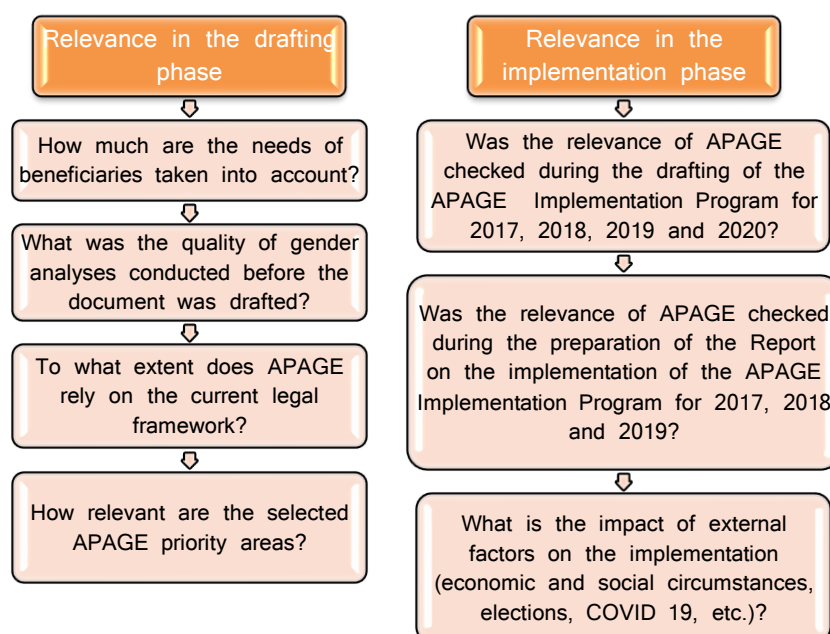 Relevance in the drafting
phase
How much are the needs of
beneficiaries taken into account?
What was the quality of gender
analyses conducted before the
document was drafted?
To what extent does APAGE
rely on the current legal
framework?
How relevant are the selected
APAGE priority areas?
Relevance in the
implementation phase
Was the relevance of APAGE
checked during the drafting of the
APAGE Implementation Program for
2017, 2018, 2019 and 2020?
Was the relevance of APAGE checked
during the preparation of the Report
on the implementation of the APAGE
Implementation Program for 2017, 2018
and 2019?
What is the impact of external
factors on the implementation
(economic and social circumstances,
elections, COVID 19, etc.)?